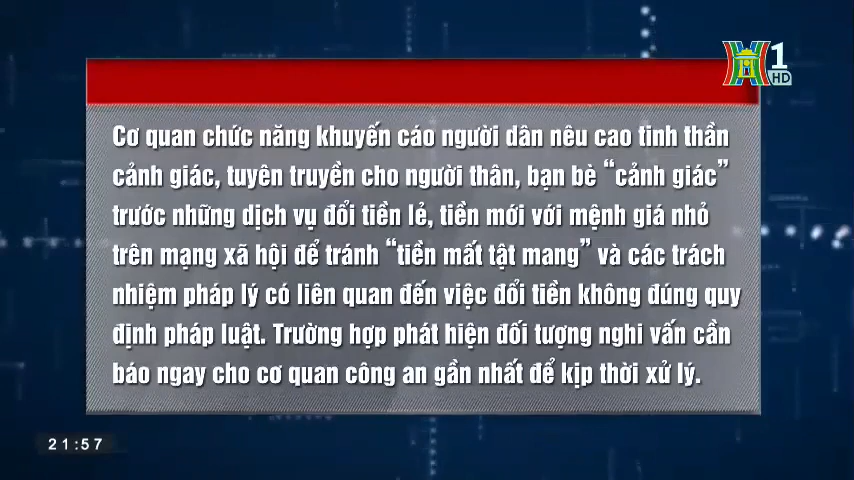 1
HD
Cơ quan chức năng khuyến cáo người dân nêu cao tinh thần
cảnh giác, tuyên truyền cho người thân, bạn bè “cảnh giác”
trước những dịch vụ đổi tiền lẻ, tiền mới với mệnh giá nhỏ
trên mạng xã hội để tránh “tiền mất tật mang” và các trách
nhiệm pháp lý có liên quan đến việc đổi tiền không đúng quy
định pháp luật. Trường hợp phát hiện đối tượng nghi vấn cần
báo ngay cho cơ quan công an gần nhất để kịp thời xử lý.
21:57